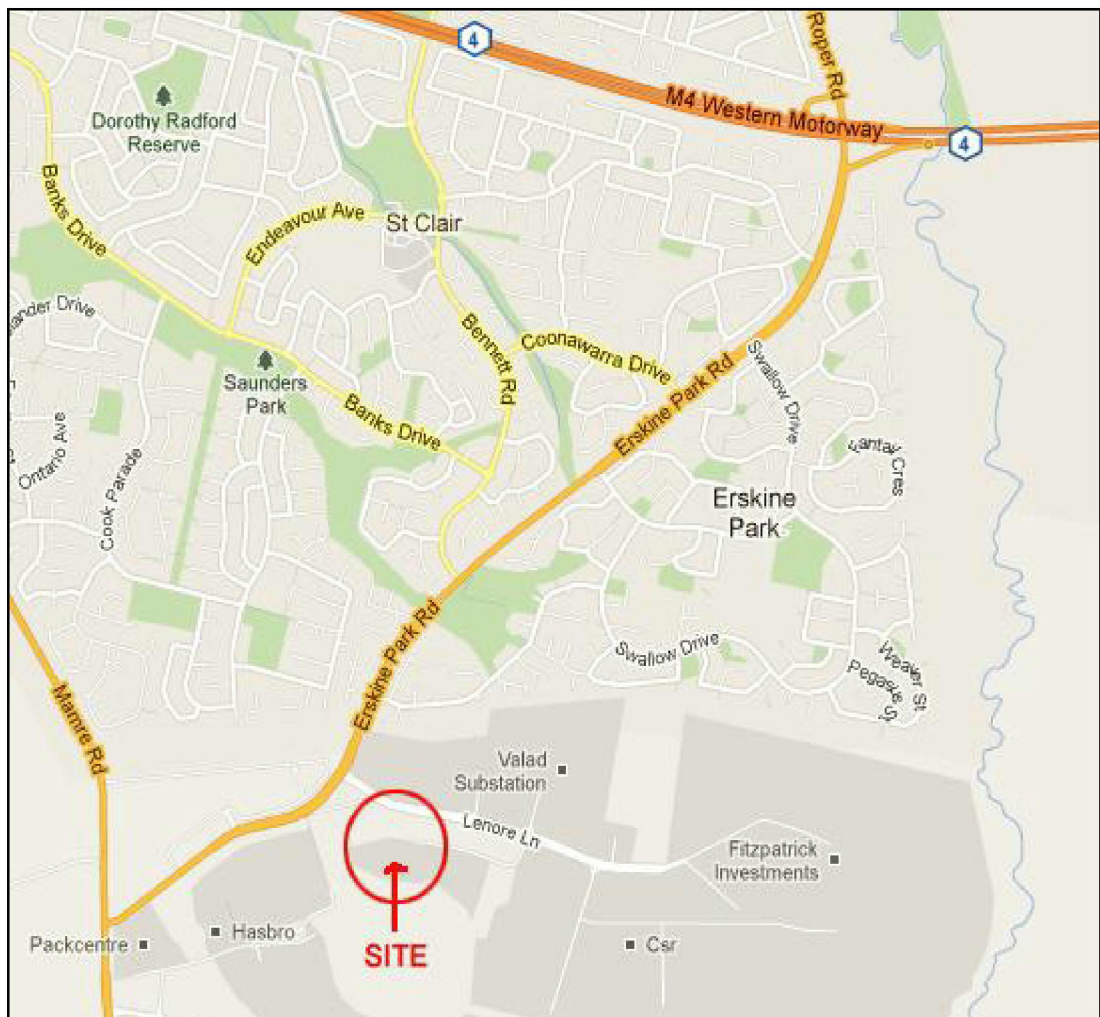 Roper Rd
4
M4 Western Motorway
4
Dorothy Radford
Reserve
Banks Drive
Endeavour Ave
St Clair
ander Drive
Bennett Rd
Coonawarra Drive
Swallow Drive
Saunders
Park
Erskine Park Rd
Banks Drive
Ontario Ave
Cook Parade
antail Cres
Erskine
Park
Erskine Park Rd
Swallow Drive
Weaver St
Pegasus St
Mamre Rd
Valad
Substation
Lenore Ln
Fitzpatrick
Investments
Packcentre
Hasbro
SITE
Csr